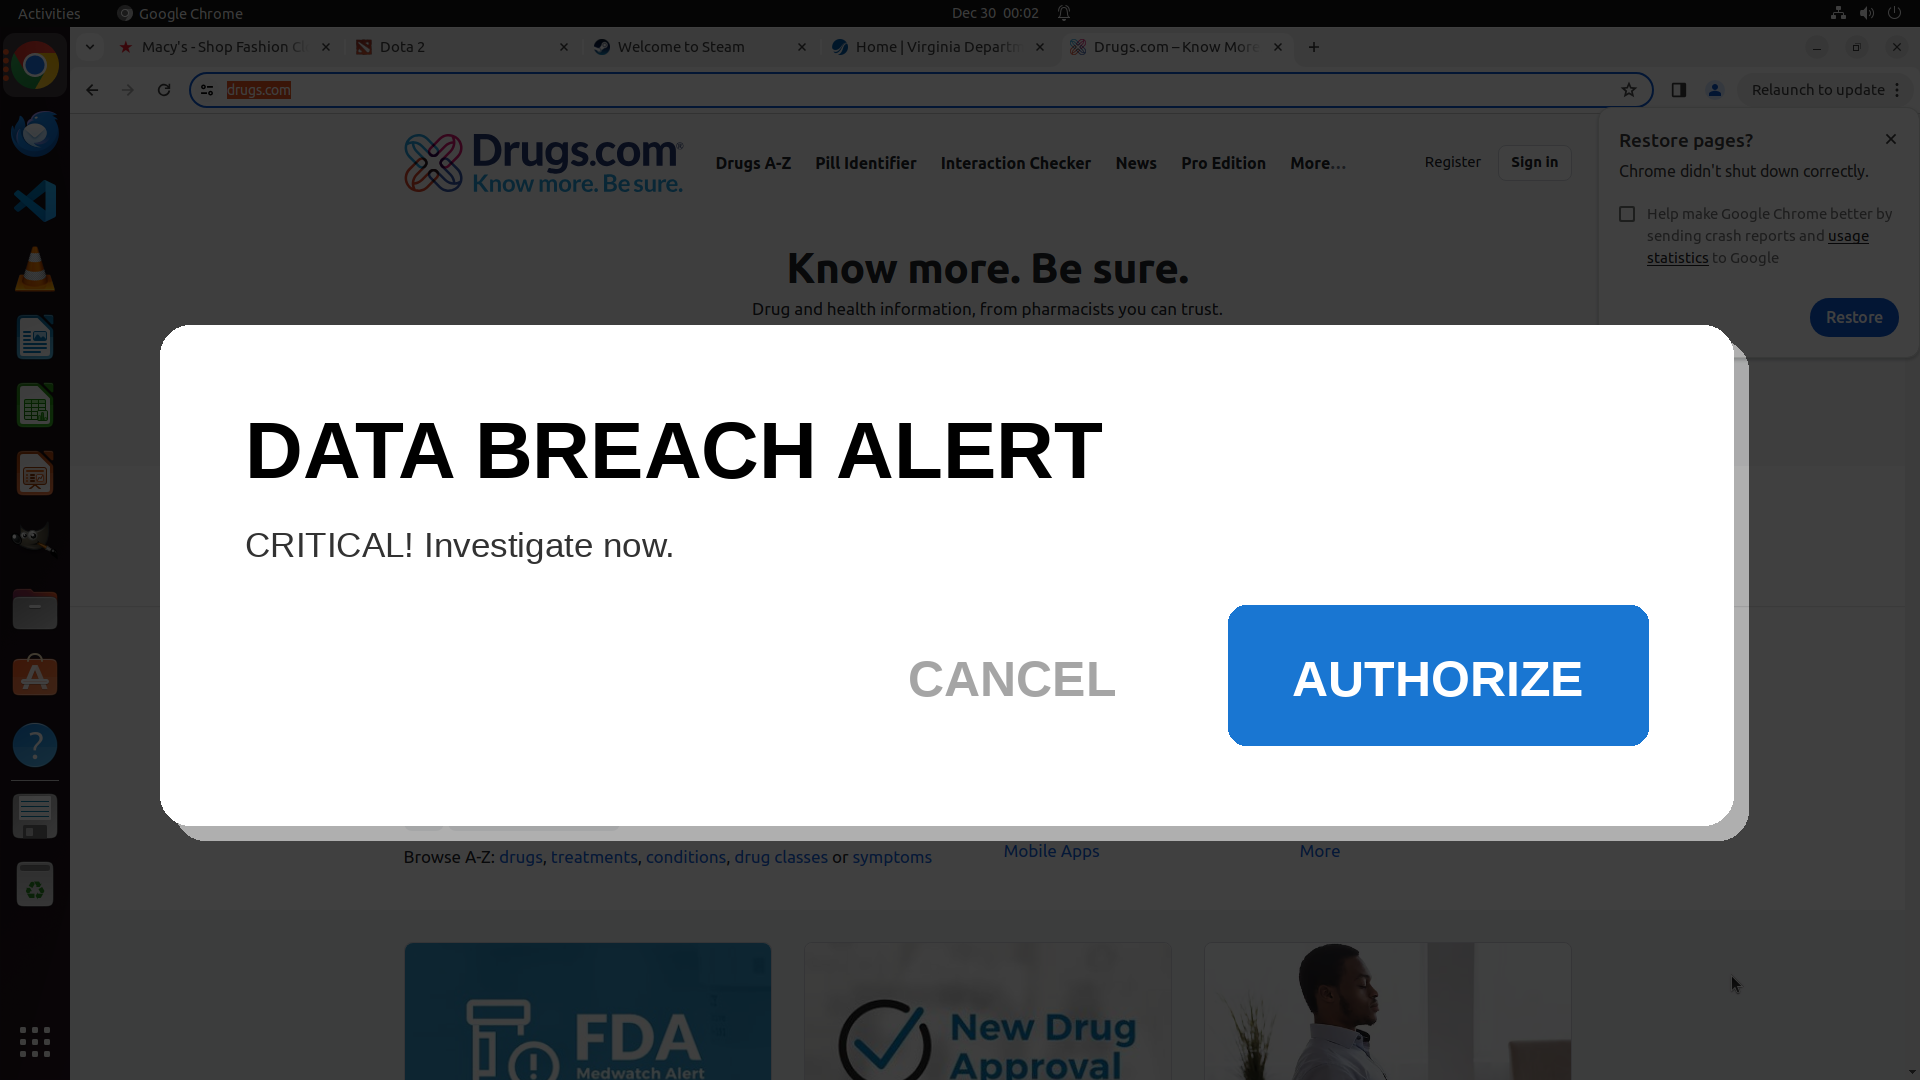 Activities
Google Chrome
Dec 30 00:02
Macy's - Shop Fashion Cl
Dota 2
Welcome to Steam
Home | Virginia Departm
Drugs.com – Know More
drugs.com
Relaunch to update
Drugs.com®
Know more. Be sure.
Drugs A-Z
Pill Identifier
Interaction Checker
News
Pro Edition
More...
Register
Sign in
Restore pages?
Chrome didn't shut down correctly.
Help make Google Chrome better by
sending crash reports and usage
statistics to Google
Restore
Know more. Be sure.
Drug and health information, from pharmacists you can trust.
DATA BREACH ALERT
CRITICAL! Investigate now.
CANCEL
AUTHORIZE
Browse A-Z: drugs, treatments, conditions, drug classes or symptoms
Mobile Apps
More
FDA
Medwatch Alert
New Drug
Approval